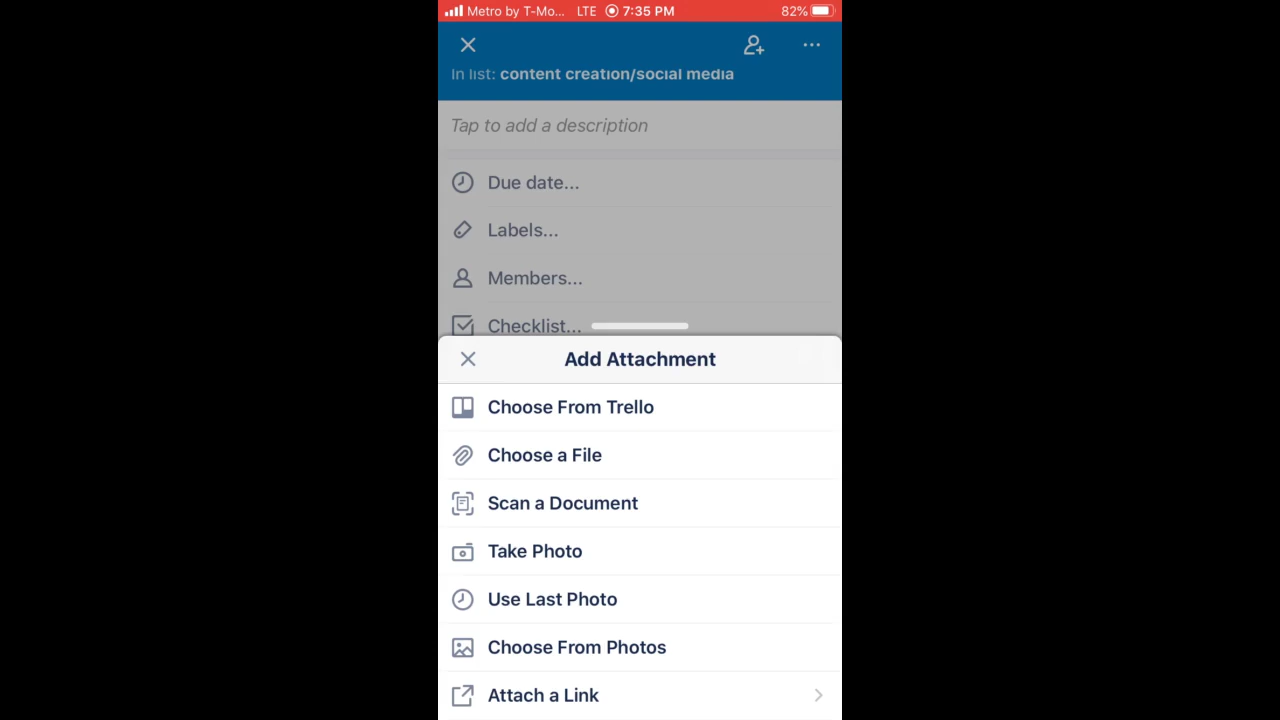 Metro by T-Mo... LTE 7:35 PM 82%
In list: content creation/social media
Tap to add a description
Due date...
Labels...
Members...
Checklist...
Add Attachment
Choose From Trello
Choose a File
Scan a Document
Take Photo
Use Last Photo
Choose From Photos
Attach a Link